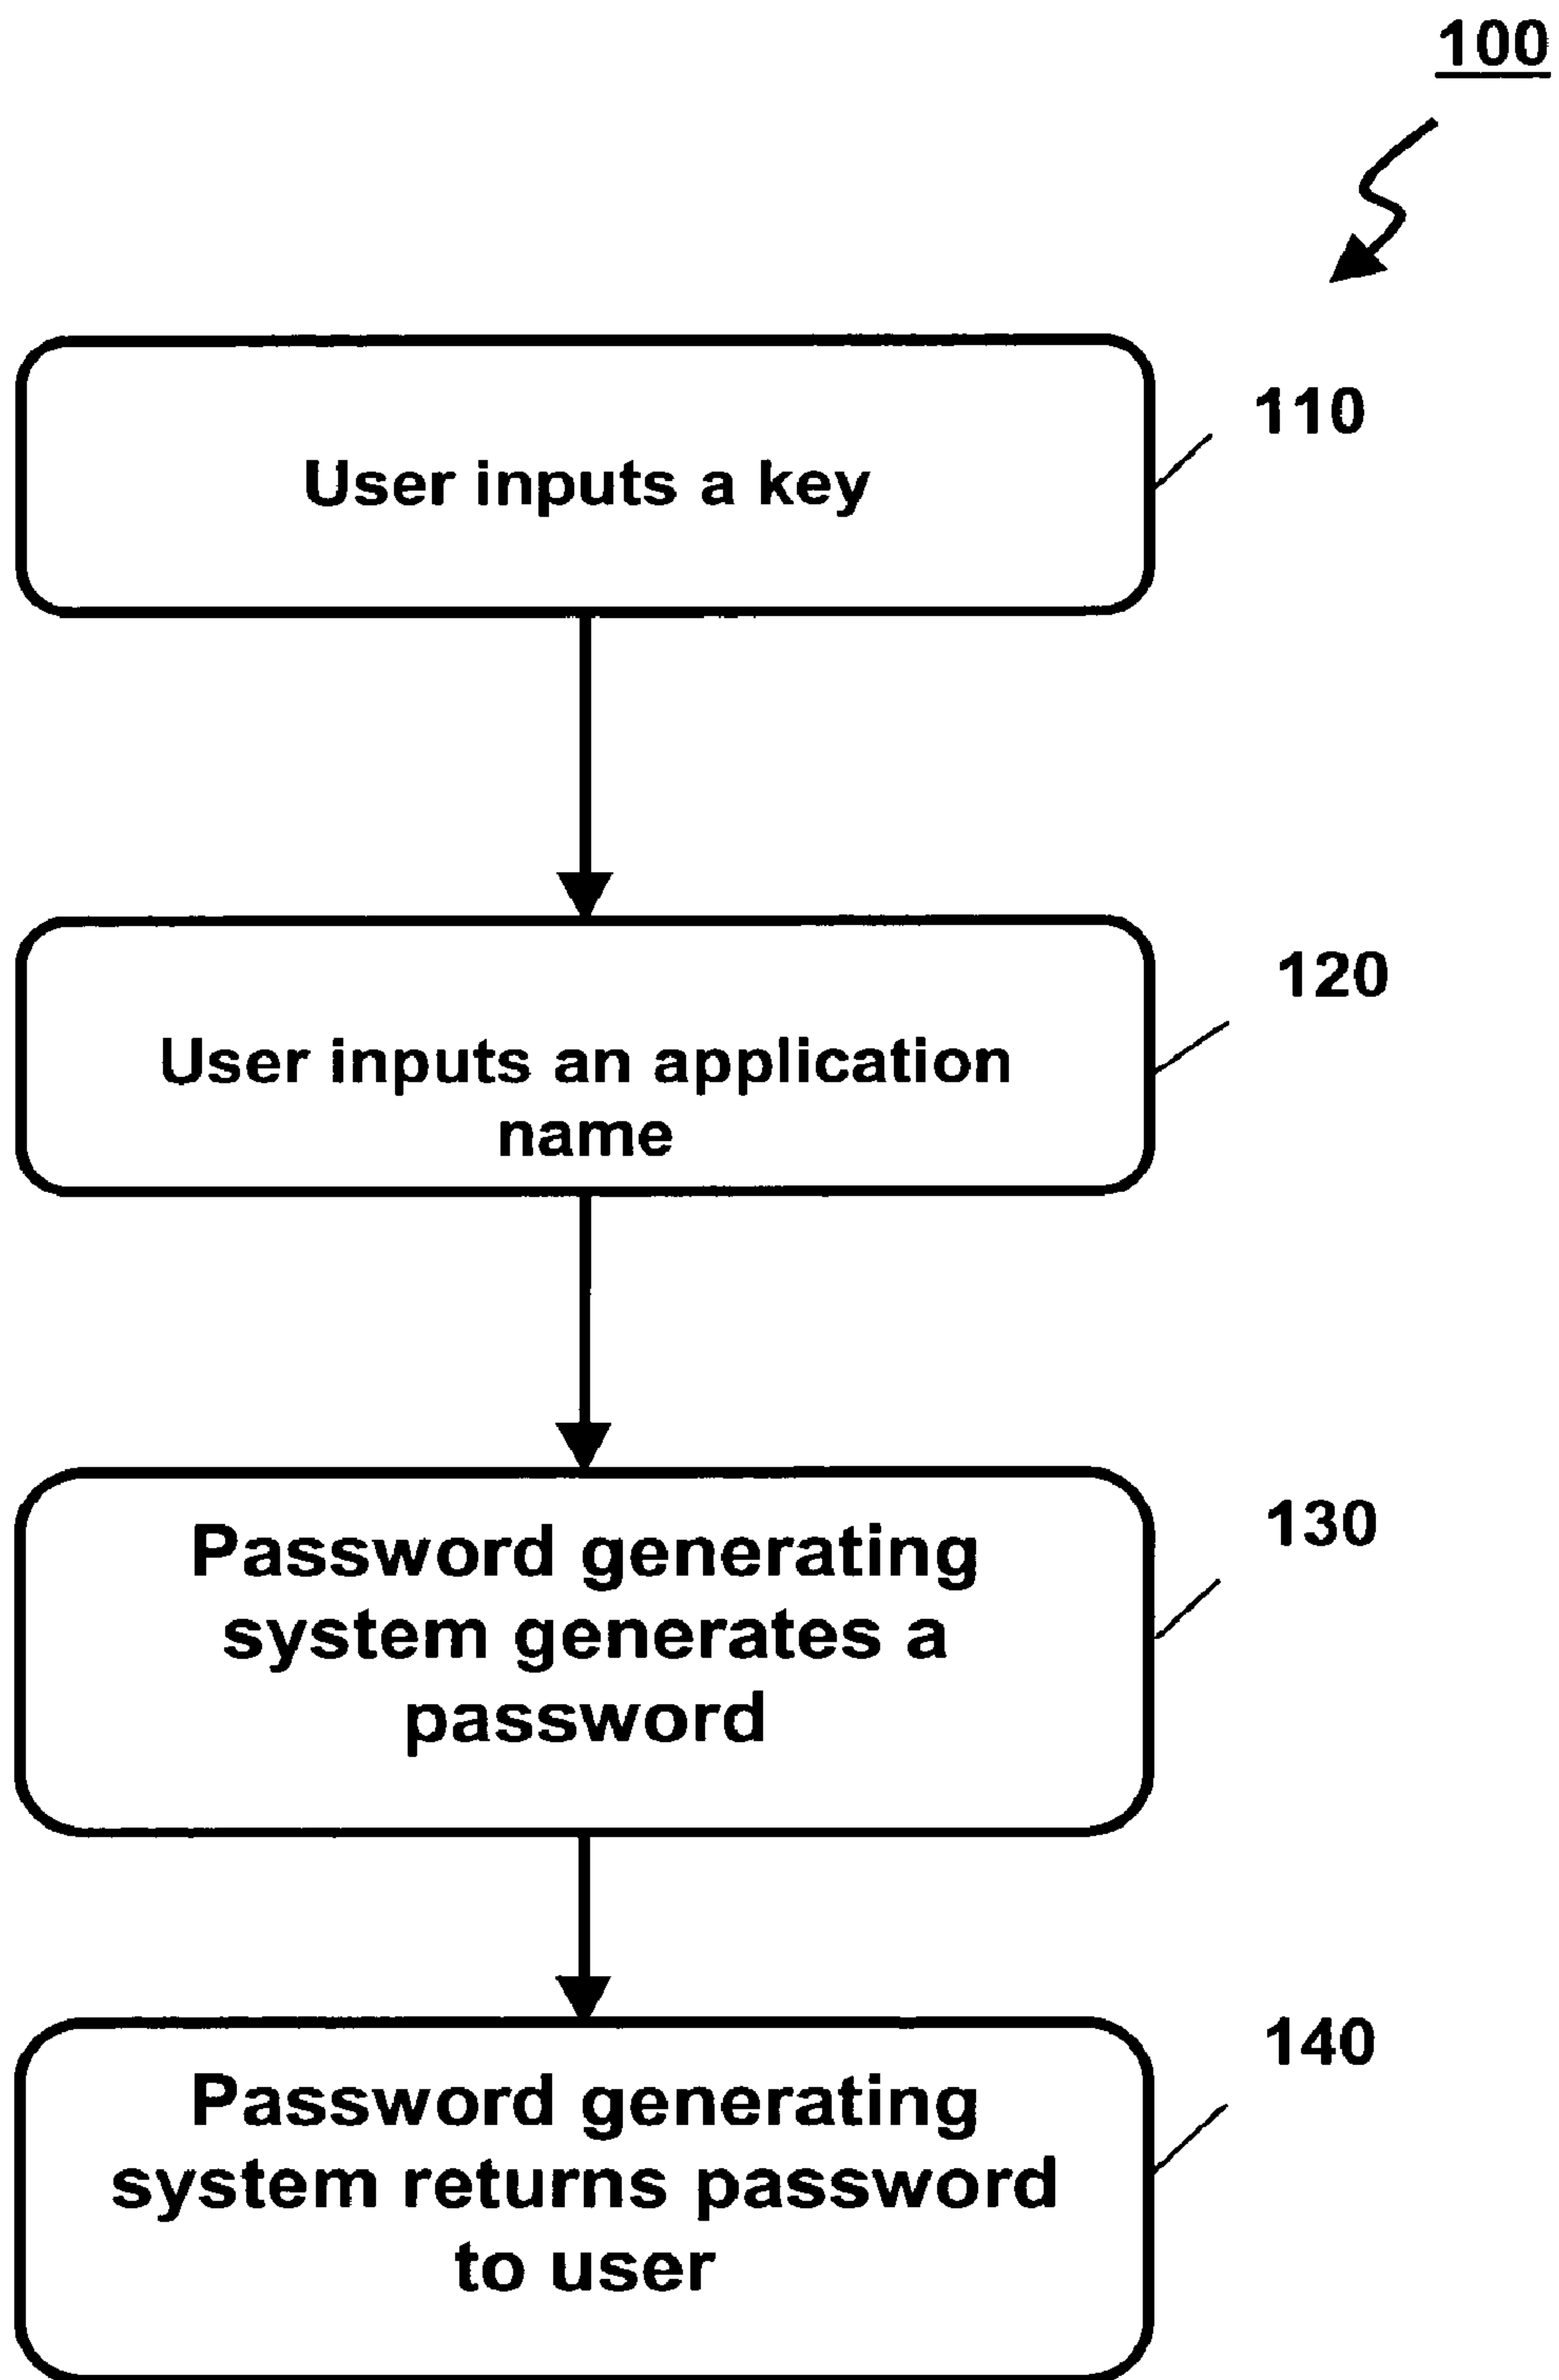 100
110
User inputs a key
120
User inputs an application
name
130
Password generating
system generates a
password
140
Password generating
system returns password
to user